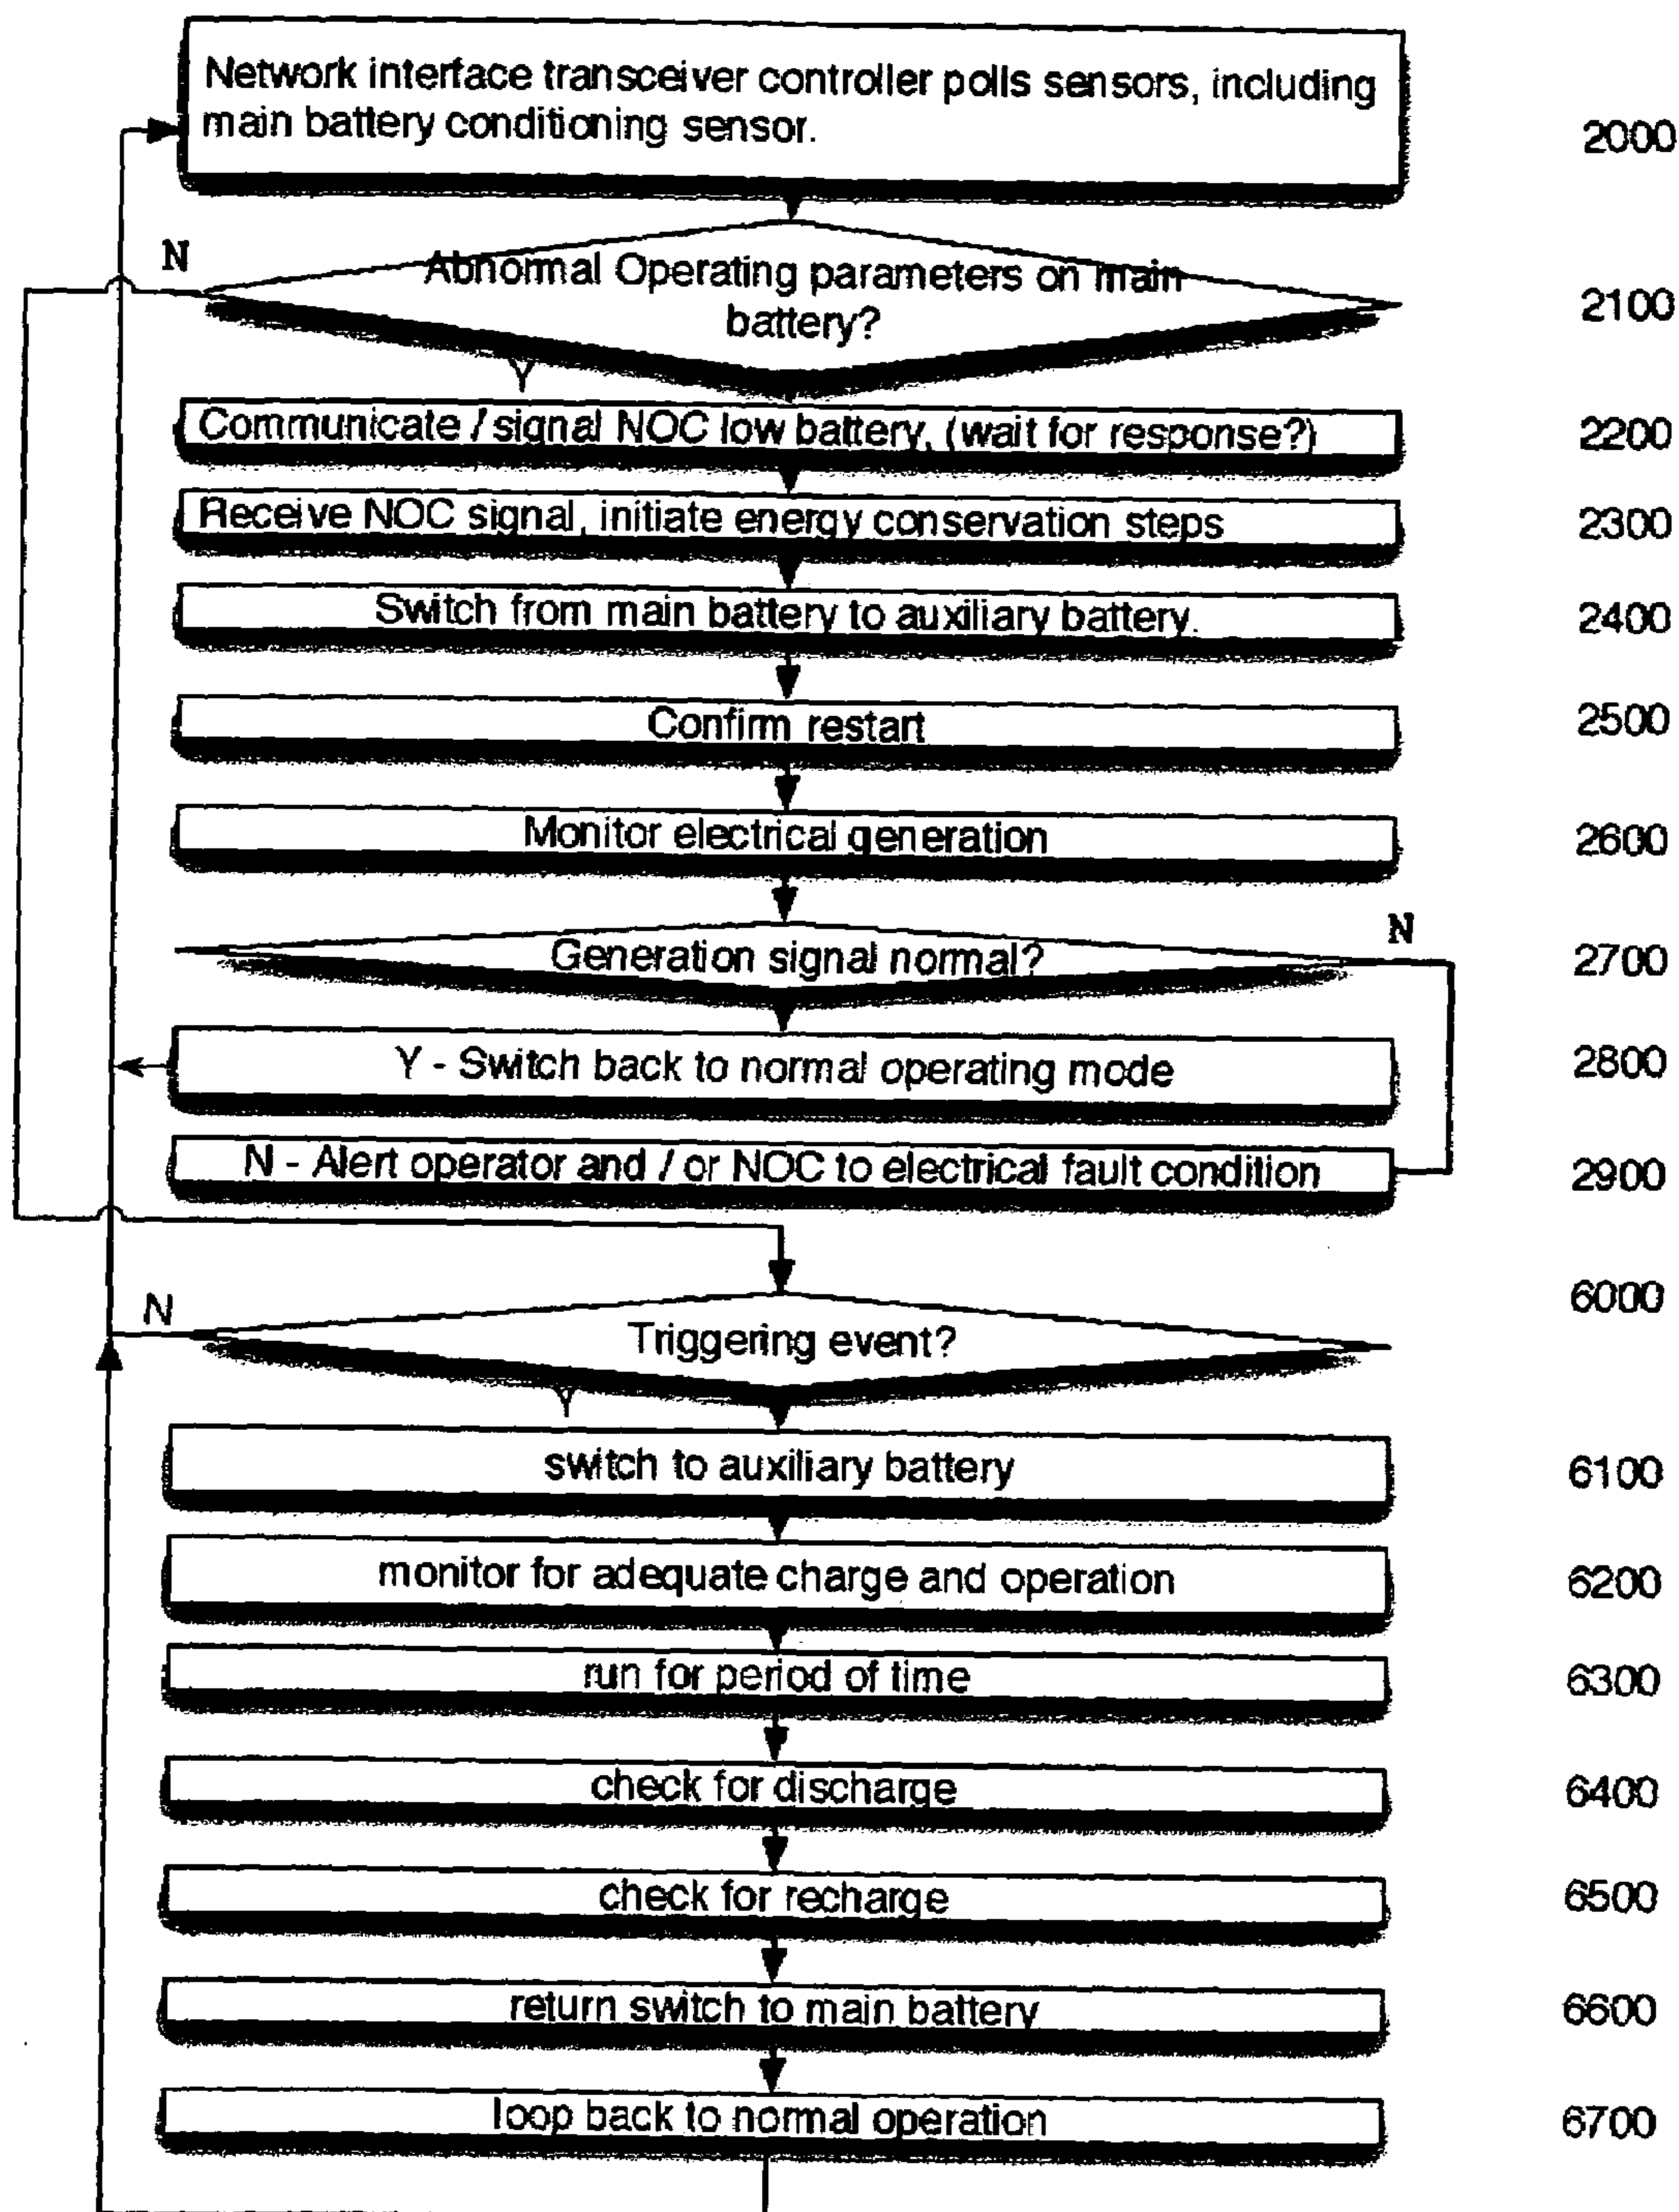 Network interface transceiver controller polls sensors, including
main battery conditioning sensor.
2000
N
Abnormal Operating parameters on main
battery?
2100
Y
Communicate / signal NOC low battery, (wait for response?)
2200
Receive NOC signal, initiate energy conservation steps
2300
Switch from main battery to auxiliary battery.
2400
Confirm restart
2500
Monitor electrical generation
2600
Generation signal normal?
N
2700
Y - Switch back to normal operating mode
2800
N - Alert operator and / or NOC to electrical fault condition
2900
6000
N
Triggering event?
Y
switch to auxiliary battery
6100
monitor for adequate charge and operation
6200
run for period of time
6300
check for discharge
6400
check for recharge
6500
return switch to main battery
6600
loop back to normal operation
6700